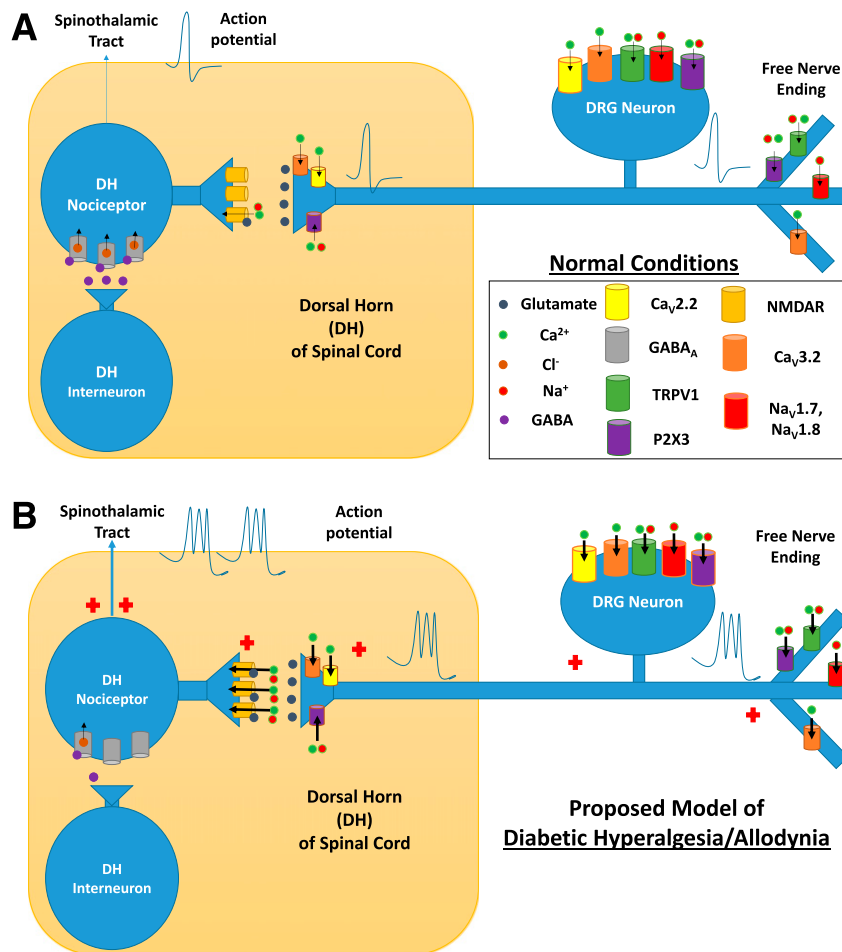 A
Spinothalamic
Tract
Action
potential
DRG Neuron
Free Nerve
Ending
DH
Nociceptor
Dorsal Horn
(DH)
of Spinal Cord
DH
Interneuron
Normal Conditions
Glutamate
Ca2+
Cl-
Na+
GABA
CaV2.2
GABAA
TRPV1
P2X3
NMDAR
CaV3.2
NaV1.7,
NaV1.8
B
Spinothalamic
Tract
Action
potential
DRG Neuron
Free Nerve
Ending
DH
Nociceptor
Dorsal Horn
(DH)
of Spinal Cord
DH
Interneuron
Proposed Model of
Diabetic Hyperalgesia/Allodynia